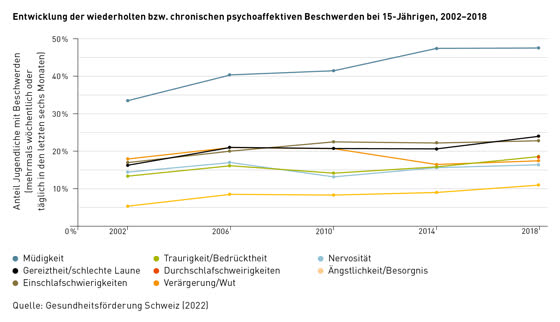 Entwicklung der wiederholten bzw. chronischen psychoaffektiven Beschwerden bei 15-Jährigen, 2002–2018
Anteil Jugendliche mit Beschwerden
(mehrmals wöchentlich oder
täglich in den letzten sechs Monaten)
50 %
40 %
30 %
20 %
10 %
0 %
2002
2006
2010
2014
2018
Müdigkeit
Gereiztheit/schlechte Laune
Einschlafschwierigkeiten
Traurigkeit/Bedrücktheit
Durchschlafschweirigkeiten
Verärgerung/Wut
Nervosität
Ängstlichkeit/Besorgnis
Quelle: Gesundheitsförderung Schweiz (2022)